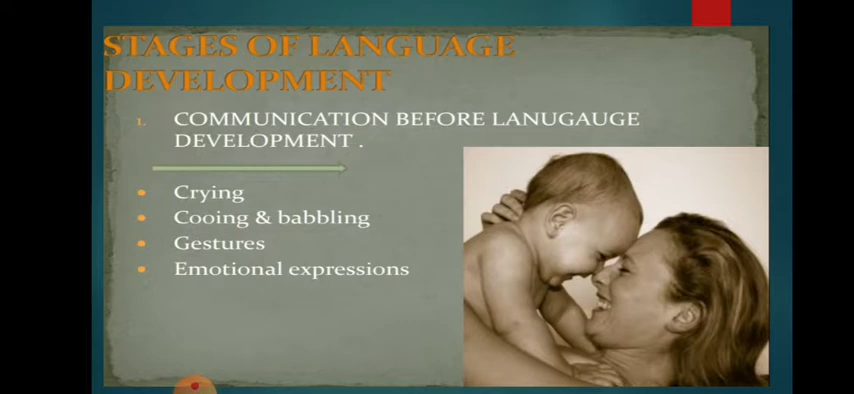 STAGES OF LANGUAGE
DEVELOPMENT
1. COMMUNICATION BEFORE LANUGAUGE
DEVELOPMENT .
• Crying
• Cooing & babbling
• Gestures
• Emotional expressions